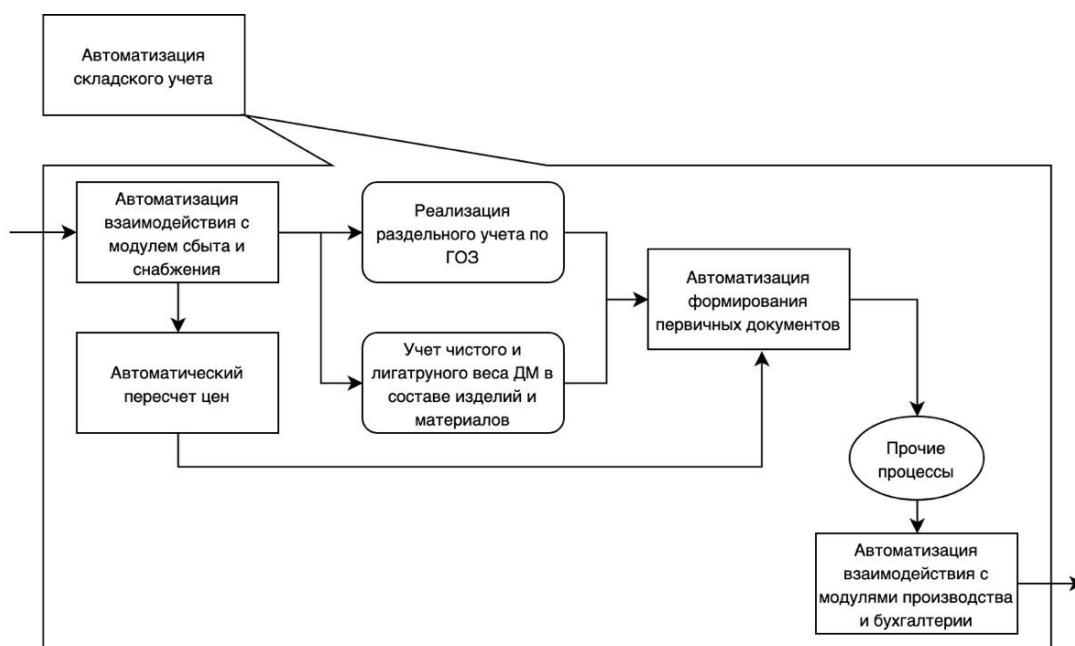 Автоматизация
складского учета
Автоматизация
взаимодействия с
модулем сбыта и
снабжения
Реализация
раздельного учета по
ГОЗ
Автоматизация
формирования
первичных документов
Автоматический
пересчет цен
Учет чистого и
лигатруного веса ДМ в
составе изделий и
материалов
Прочие
процессы
Автоматизация
взаимодействия с
модулями производства
и бухгалтерии